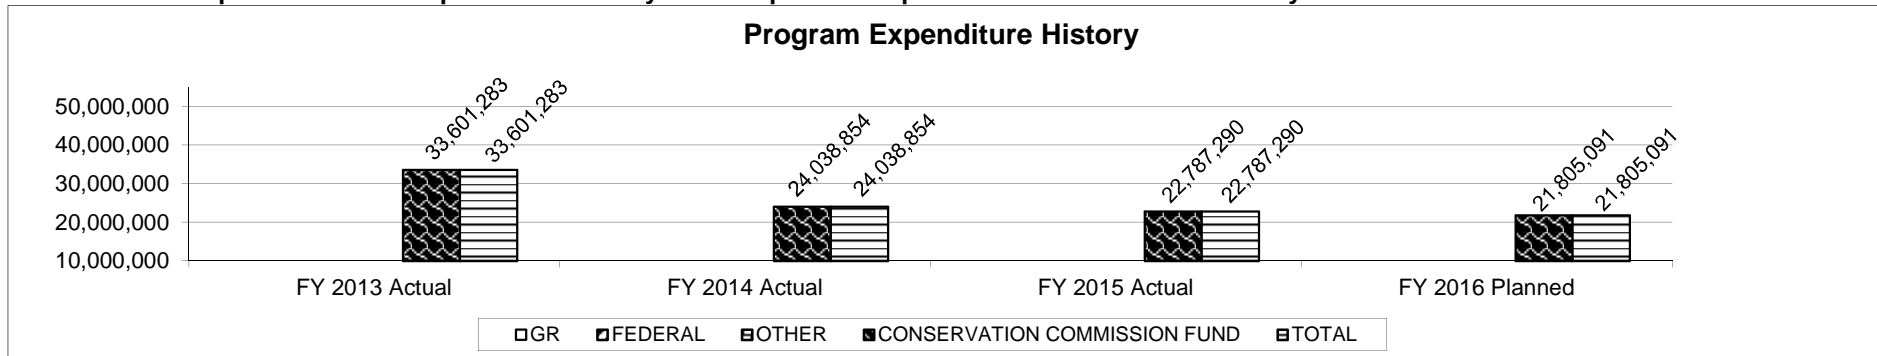 Program Expenditure History
50,000,000
40,000,000
30,000,000
20,000,000
10,000,000
33,601,283
33,601,283
24,038,854
24,038,854
22,787,290
22,787,290
21,805,091
21,805,091
FY 2013 Actual
FY 2014 Actual
FY 2015 Actual
FY 2016 Planned
GR FEDERAL OTHER CONSERVATION COMMISSION FUND TOTAL